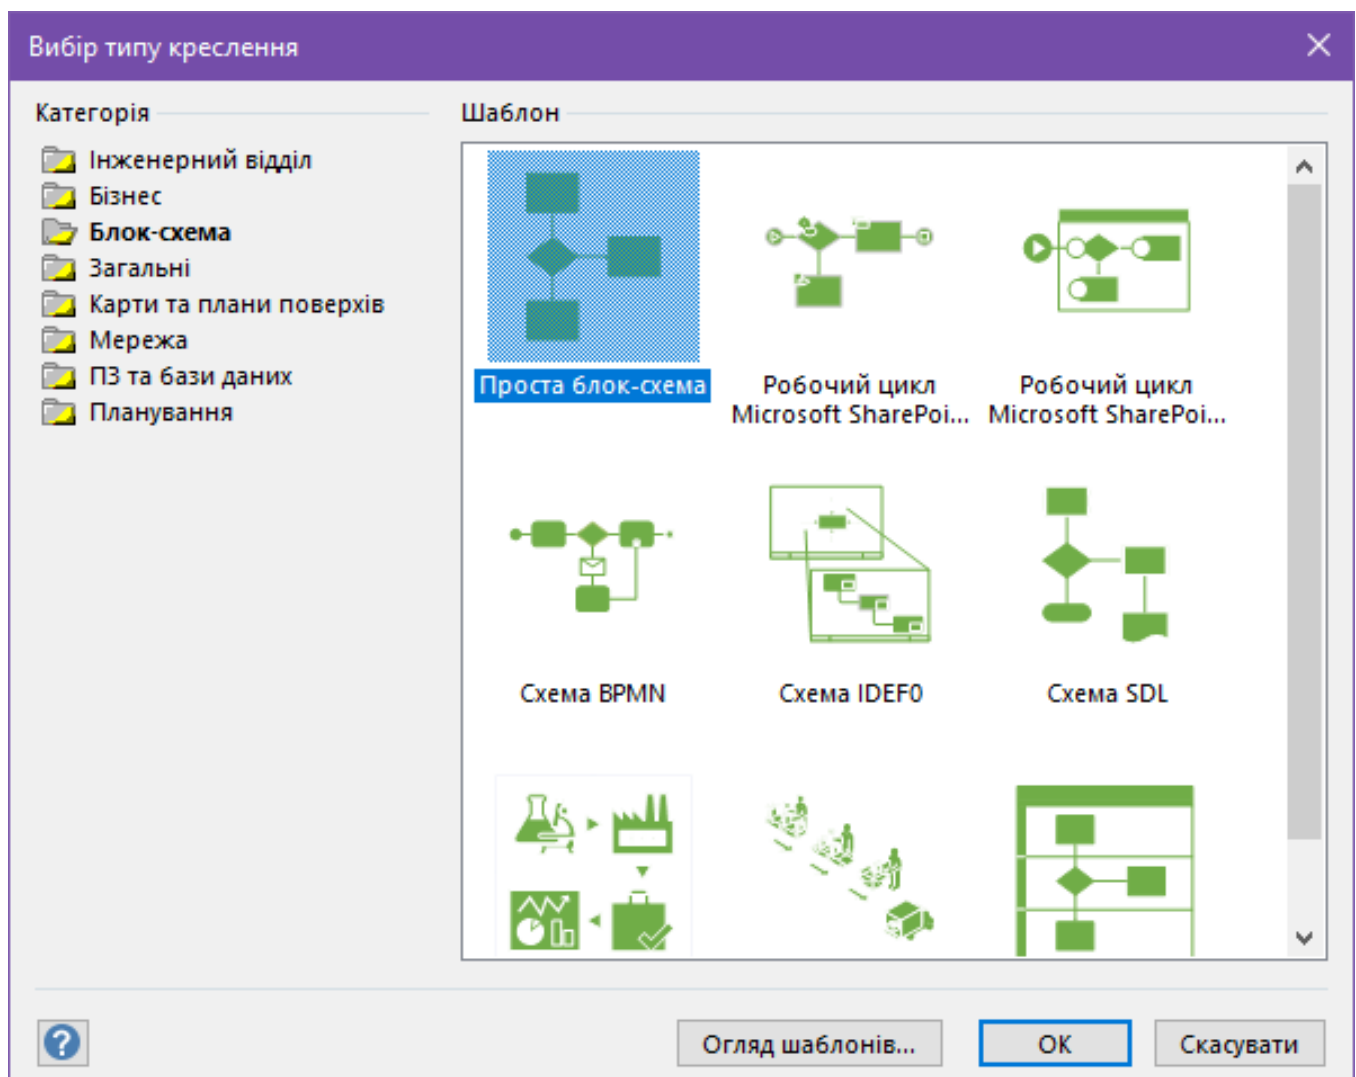 Вибір типу креслення
Категорія
Інженерний відділ
Бізнес
Блок-схема
Загальні
Карти та плани поверхів
Мережа
ПЗ та бази даних
Планування
Шаблон
Проста блок-схема
Робочий цикл
Microsoft SharePoi...
Робочий цикл
Microsoft SharePoi...
Схема BPMN
Схема IDEF0
Схема SDL
Огляд шаблонів...
ОК
Скасувати